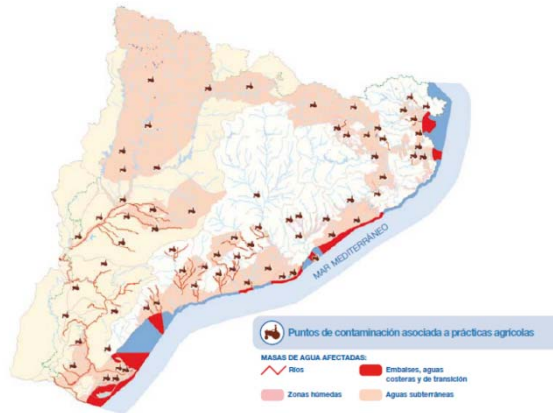 MAR MEDITERRÁNEO
Puntos de contaminación asociada a prácticas agrícolas
MASAS DE AGUA AFECTADAS:
Ríos
Embalses, aguas
costeras y de transición
Zonas húmedas
Aguas subterráneas